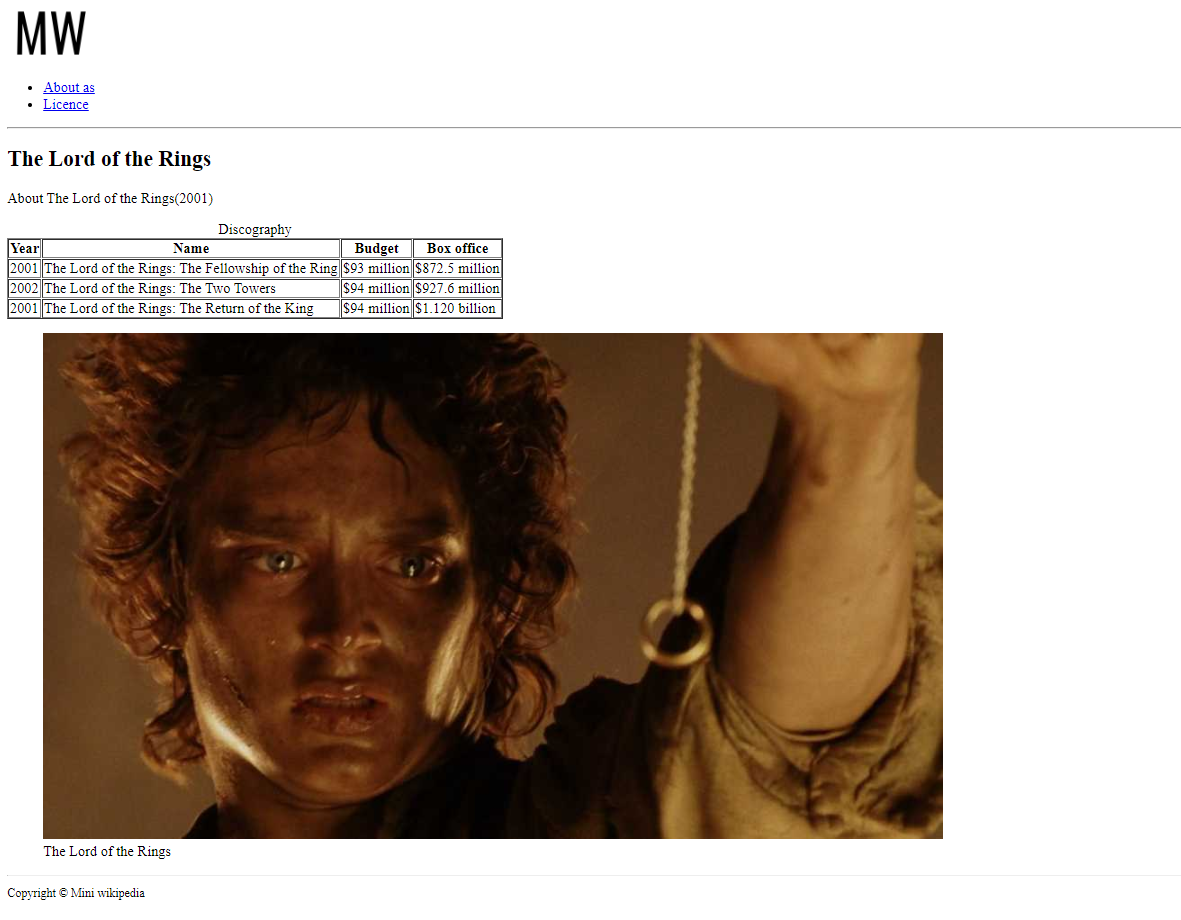 MW
About as
Licence
The Lord of the Rings
About The Lord of the Rings(2001)
Discography
Year Name Budget Box office
2001 The Lord of the Rings: The Fellowship of the Ring $93 million $872.5 million
2002 The Lord of the Rings: The Two Towers $94 million $927.6 million
2001 The Lord of the Rings: The Return of the King $94 million $1.120 billion
The Lord of the Rings
Copyright © Mini wikipedia